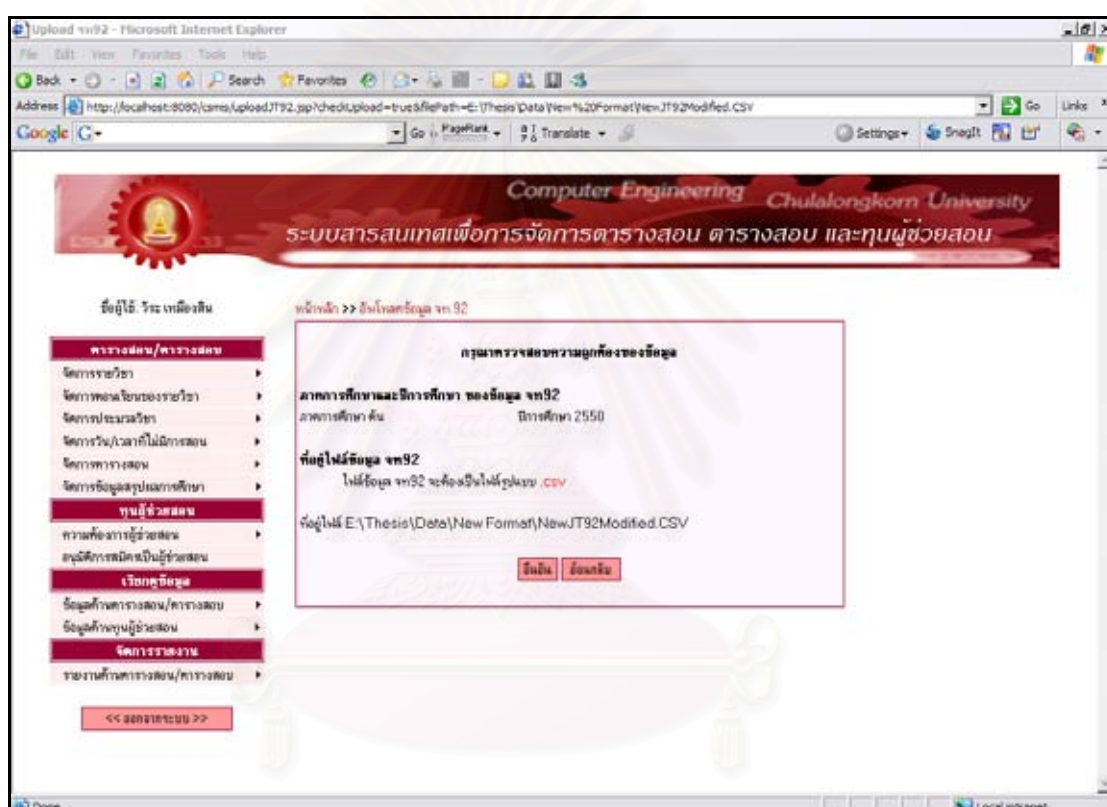 Upload จท92 - Microsoft Internet Explorer
File Edit View Favorites Tools Help
Back Search Favorites
Address http://localhost:8080/csmis/uploadJT92.jsp?checkUpload=true&filePath=E:\Thesis\Data\New%20Format\NewJT92Modified.CSV Go Links
Google G Go PageRank Translate Settings SnagIt
Computer Engineering Chulalongkorn University
ระบบสารสนเทศเพื่อการจัดการตารางสอน ตารางสอบ และทุนผู้ช่วยสอน
ชื่อผู้ใช้: วีระ เหมืองสิน
หน้าหลัก >> อัพโหลดข้อมูล จท.92
ตารางสอน/ตารางสอบ
จัดการรายวิชา
จัดการตอนเรียนของรายวิชา
จัดการประมวลวิชา
จัดการวัน/เวลาที่ไม่มีการสอน
จัดการตารางสอน
จัดการข้อมูลสรุปผลการศึกษา
ทุนผู้ช่วยสอน
ความต้องการผู้ช่วยสอน
อนุมัติการสมัครเป็นผู้ช่วยสอน
เรียกดูข้อมูล
ข้อมูลด้านตารางสอน/ตารางสอบ
ข้อมูลด้านทุนผู้ช่วยสอน
จัดการรายงาน
รายงานด้านตารางสอน/ตารางสอบ
<< ออกจากระบบ >>
กรุณาตรวจสอบความถูกต้องของข้อมูล
ภาคการศึกษาและปีการศึกษา ของข้อมูล จท92
ภาคการศึกษา ต้น ปีการศึกษา 2550
ที่อยู่ไฟล์ข้อมูล จท92
ไฟล์ข้อมูล จท92 จะต้องเป็นไฟล์รูปแบบ .csv
ที่อยู่ไฟล์ E:\Thesis\Data\New Format\NewJT92Modified.CSV
ยืนยัน ย้อนกลับ
Done Local intranet